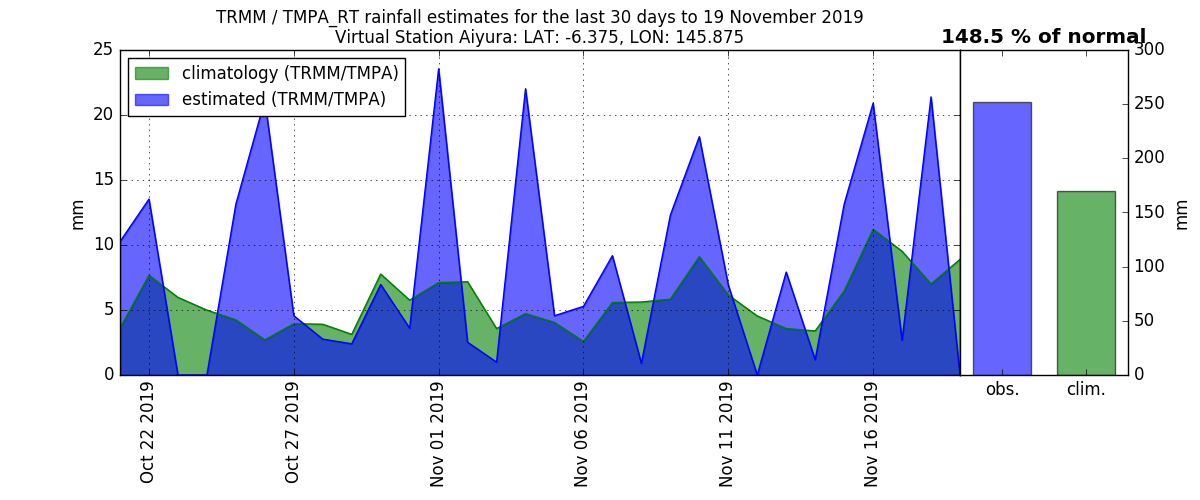 TRMM / TMPA_RT rainfall estimates for the last 30 days to 19 November 2019
Virtual Station Aiyura: LAT: -6.375, LON: 145.875
148.5 % of normal
climatology (TRMM/TMPA)
estimated (TRMM/TMPA)
25
20
15
10
5
0
mm
Oct 22 2019
Oct 27 2019
Nov 01 2019
Nov 06 2019
Nov 11 2019
Nov 16 2019
300
250
200
150
100
50
0
mm
obs.
clim.